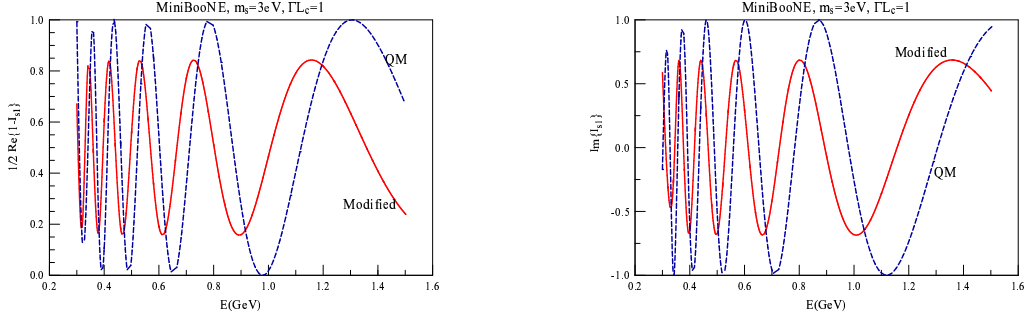 MiniBooNE, mₛ=3eV, ΓL_c=1
1/2 Re{1-I_s1}
1.0
0.8
0.6
0.4
0.2
0.0
QM
Modified
0.2 0.4 0.6 0.8 1.0 1.2 1.4 1.6
E(GeV)
MiniBooNE, mₛ=3eV, ΓL_c=1
Im{I_s1}
1.0
0.5
0.0
-0.5
-1.0
Modified
QM
0.2 0.4 0.6 0.8 1.0 1.2 1.4 1.6
E(GeV)